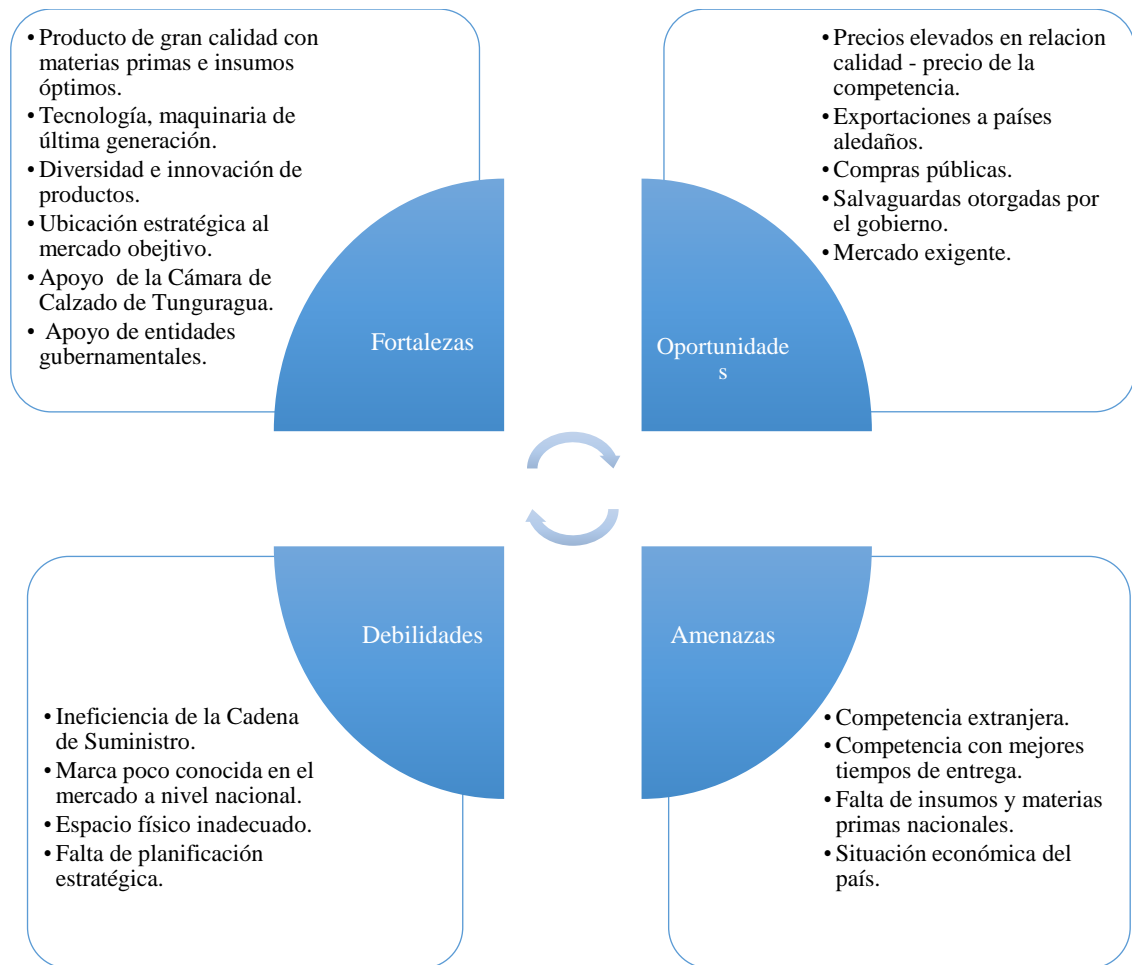 • Producto de gran calidad con
materias primas e insumos
óptimos.
• Tecnología, maquinaria de
última generación.
• Diversidad e innovación de
productos.
• Ubicación estratégica al
mercado obejtivo.
• Apoyo de la Cámara de
Calzado de Tunguragua.
• Apoyo de entidades
gubernamentales.
Fortalezas
• Precios elevados en relacion
calidad - precio de la
competencia.
• Exportaciones a países
aledaños.
• Compras públicas.
• Salvaguardas otorgadas por
el gobierno.
• Mercado exigente.
Oportunidade
s
Debilidades
• Ineficiencia de la Cadena
de Suministro.
• Marca poco conocida en el
mercado a nivel nacional.
• Espacio físico inadecuado.
• Falta de planificación
estratégica.
Amenazas
• Competencia extranjera.
• Competencia con mejores
tiempos de entrega.
• Falta de insumos y materias
primas nacionales.
• Situación económica del
país.